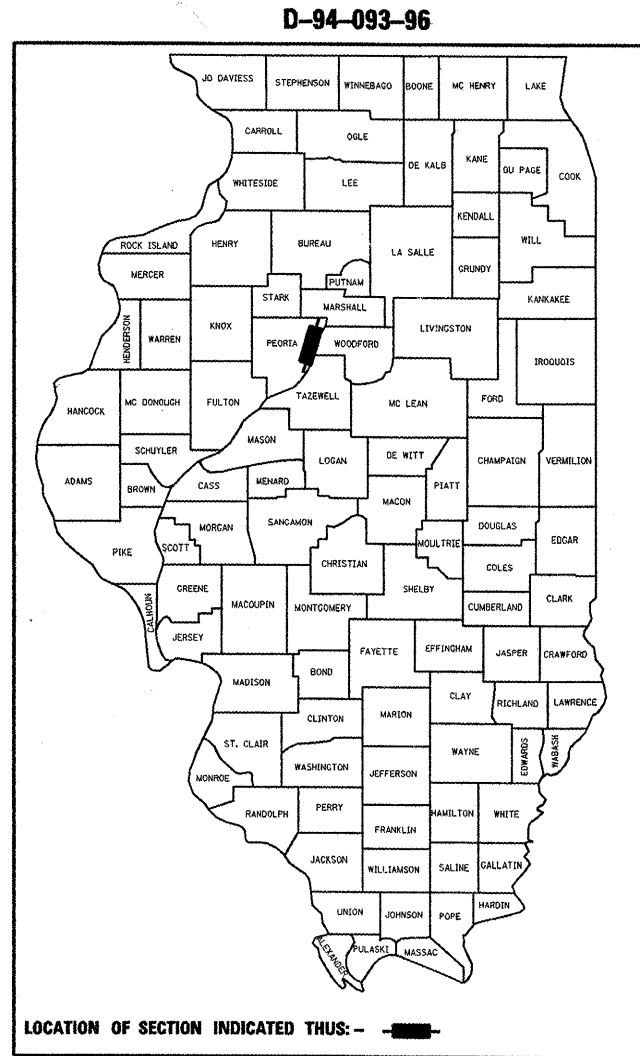 D-94-093-96
JO DAVIESS
STEPHENSON
WINNEBAGO
BOONE
MC HENRY
LAKE
CARROLL
OGLE
DE KALB
KANE
DU PAGE
COOK
WHITESIDE
LEE
KENDALL
WILL
ROCK ISLAND
HENRY
BUREAU
LA SALLE
GRUNDY
MERCER
PUTNAM
STARK
MARSHALL
KANKAKEE
HENDERSON
WARREN
KNOX
PEORIA
WOODFORD
LIVINGSTON
IROQUOIS
HANCOCK
MC DONOUGH
FULTON
TAZEWELL
MC LEAN
FORD
MASON
SCHUYLER
LOGAN
DE WITT
CHAMPAIGN
VERMILION
ADAMS
BROWN
CASS
MENARD
MACON
PIATT
MORGAN
SANGAMON
DOUGLAS
EDGAR
PIKE
SCOTT
CHRISTIAN
MOULTRIE
COLES
SHELBY
GREENE
MACOUPIN
MONTGOMERY
CUMBERLAND
CLARK
CALHOUN
JERSEY
FAYETTE
EFFINGHAM
JASPER
CRAWFORD
MADISON
BOND
CLAY
RICHLAND
LAWRENCE
CLINTON
MARION
ST. CLAIR
WAYNE
EDWARDS
WABASH
WASHINGTON
JEFFERSON
MONROE
RANDOLPH
PERRY
HAMILTON
WHITE
FRANKLIN
JACKSON
WILLIAMSON
SALINE
GALLATIN
UNION
JOHNSON
POPE
HARDIN
ALEXANDER
PULASKI
MASSAC
LOCATION OF SECTION INDICATED THUS: -